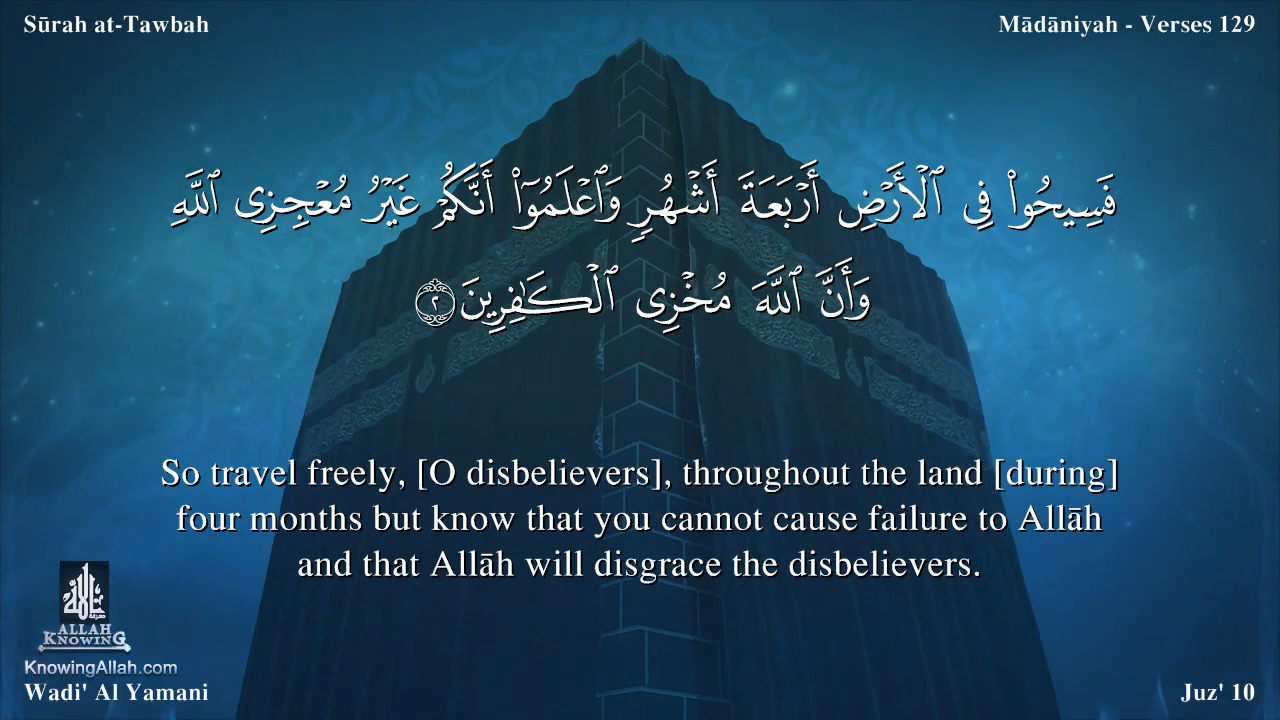 Sūrah at-Tawbah
Mādāniyah - Verses 129
فَسِيحُوا۟ فِى ٱلْأَرْضِ أَرْبَعَةَ أَشْهُرٍ وَٱعْلَمُوٓا۟ أَنَّكُمْ غَيْرُ مُعْجِزِى ٱللَّهِ
وَأَنَّ ٱللَّهَ مُخْزِى ٱلْكَـٰفِرِينَ ٢
So travel freely, [O disbelievers], throughout the land [during]
four months but know that you cannot cause failure to Allāh
and that Allāh will disgrace the disbelievers.
ALLAH
KNOWING
KnowingAllah.com
Wadi' Al Yamani
Juz' 10